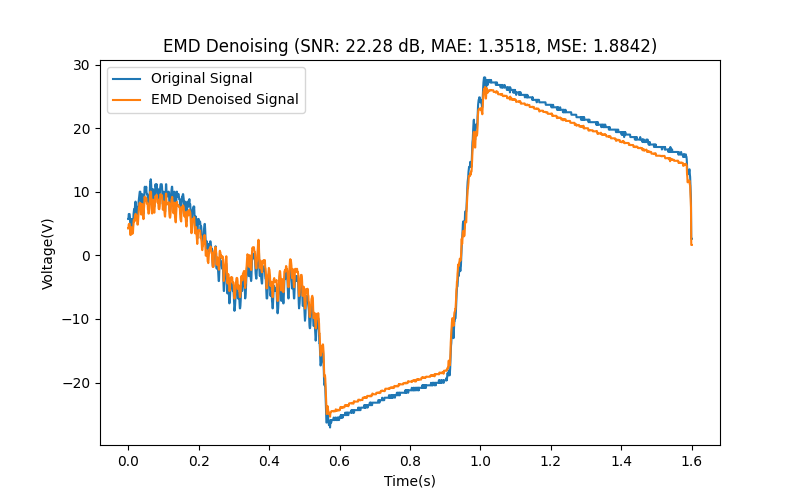 EMD Denoising (SNR: 22.28 dB, MAE: 1.3518, MSE: 1.8842)
Original Signal
EMD Denoised Signal
Voltage(V)
30
20
10
0
−10
−20
0.0 0.2 0.4 0.6 0.8 1.0 1.2 1.4 1.6
Time(s)